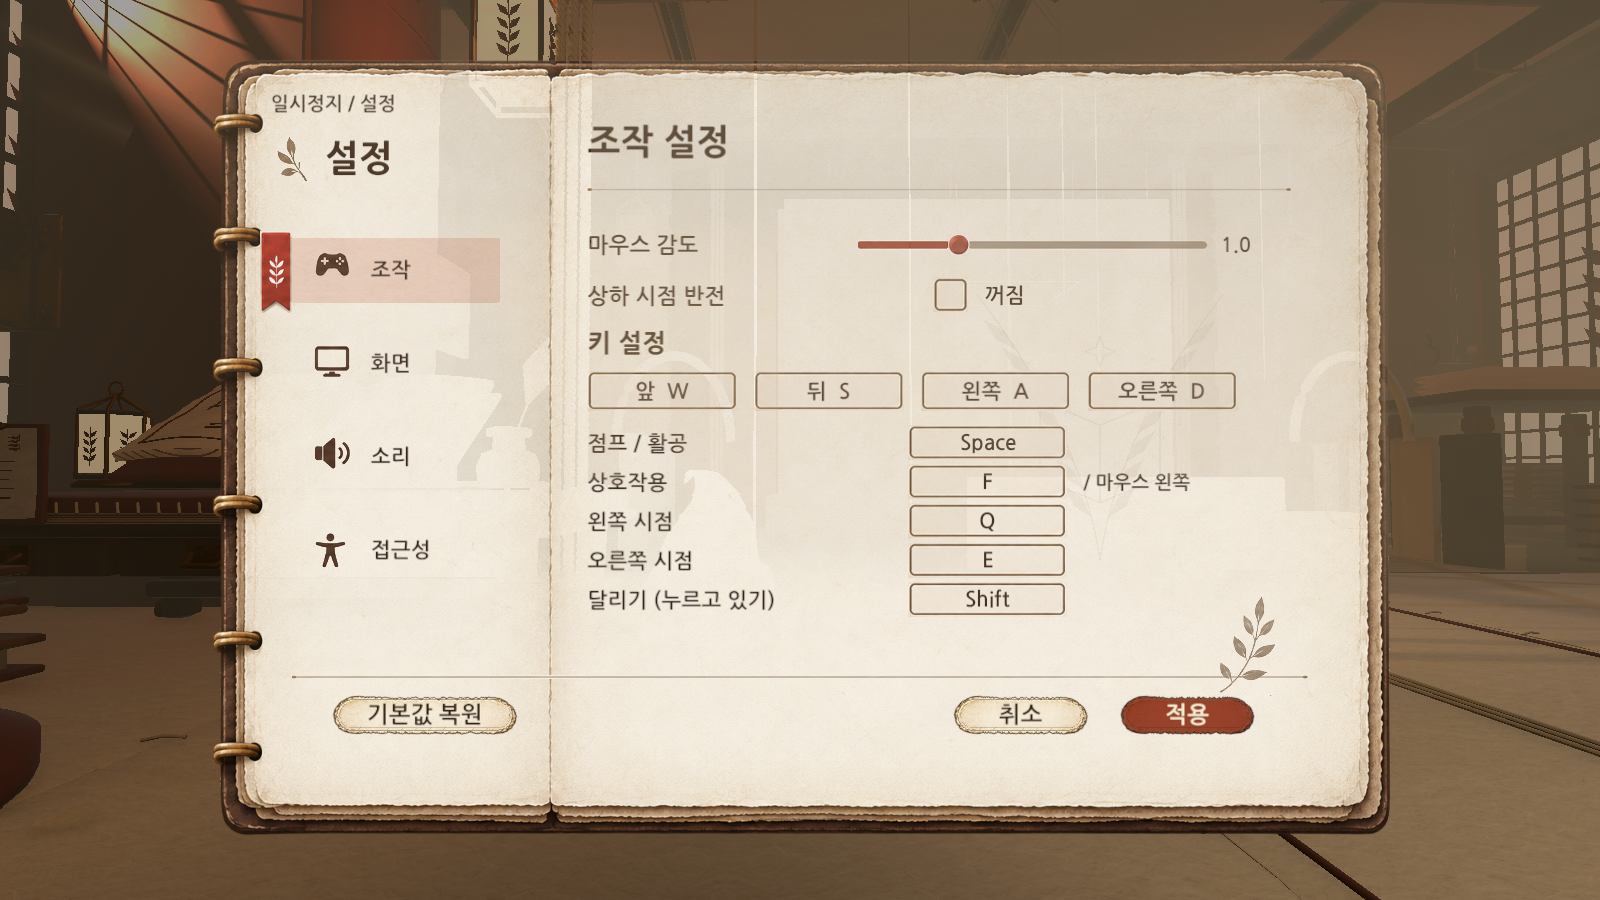 일시정지 / 설정
설정
조작
화면
소리
접근성
조작 설정
마우스 감도 1.0
상하 시점 반전 꺼짐
키 설정
앞 W 뒤 S 왼쪽 A 오른쪽 D
점프 / 활공 Space
상호작용 F / 마우스 왼쪽
왼쪽 시점 Q
오른쪽 시점 E
달리기 (누르고 있기) Shift
기본값 복원 취소 적용